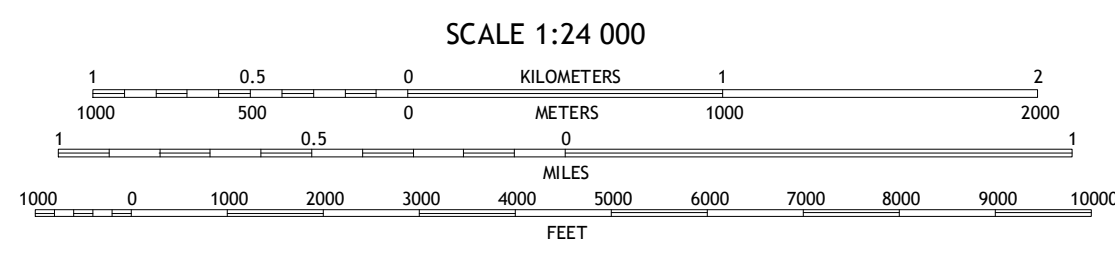 SCALE 1:24 000
1 0.5 0 KILOMETERS 1 2
1000 500 0 METERS 1000 2000
1 0.5 0 1
MILES
1000 0 1000 2000 3000 4000 5000 6000 7000 8000 9000 10000
FEET